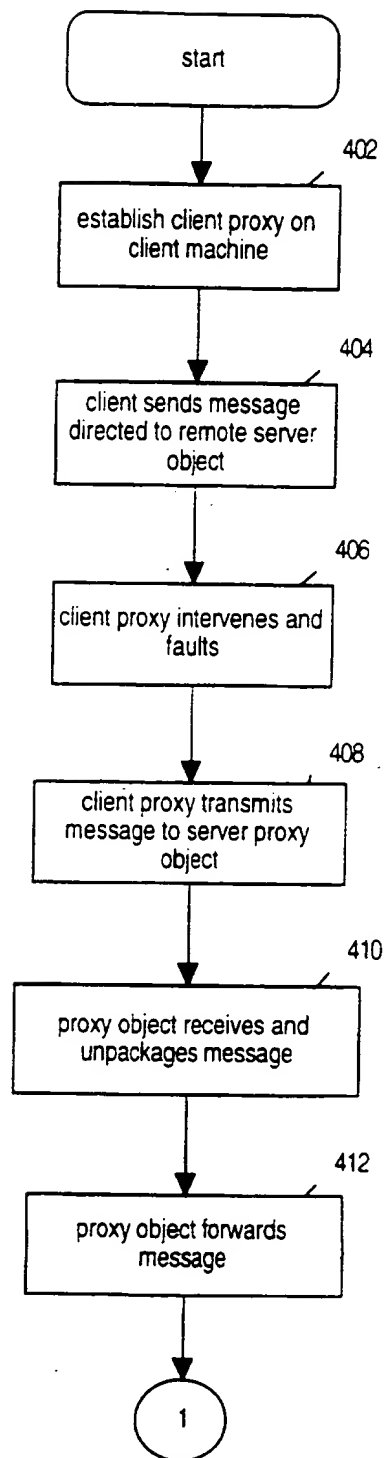 start
402
establish client proxy on
client machine
404
client sends message
directed to remote server
object
406
client proxy intervenes and
faults
408
client proxy transmits
message to server proxy
object
410
proxy object receives and
unpackages message
412
proxy object forwards
message
1